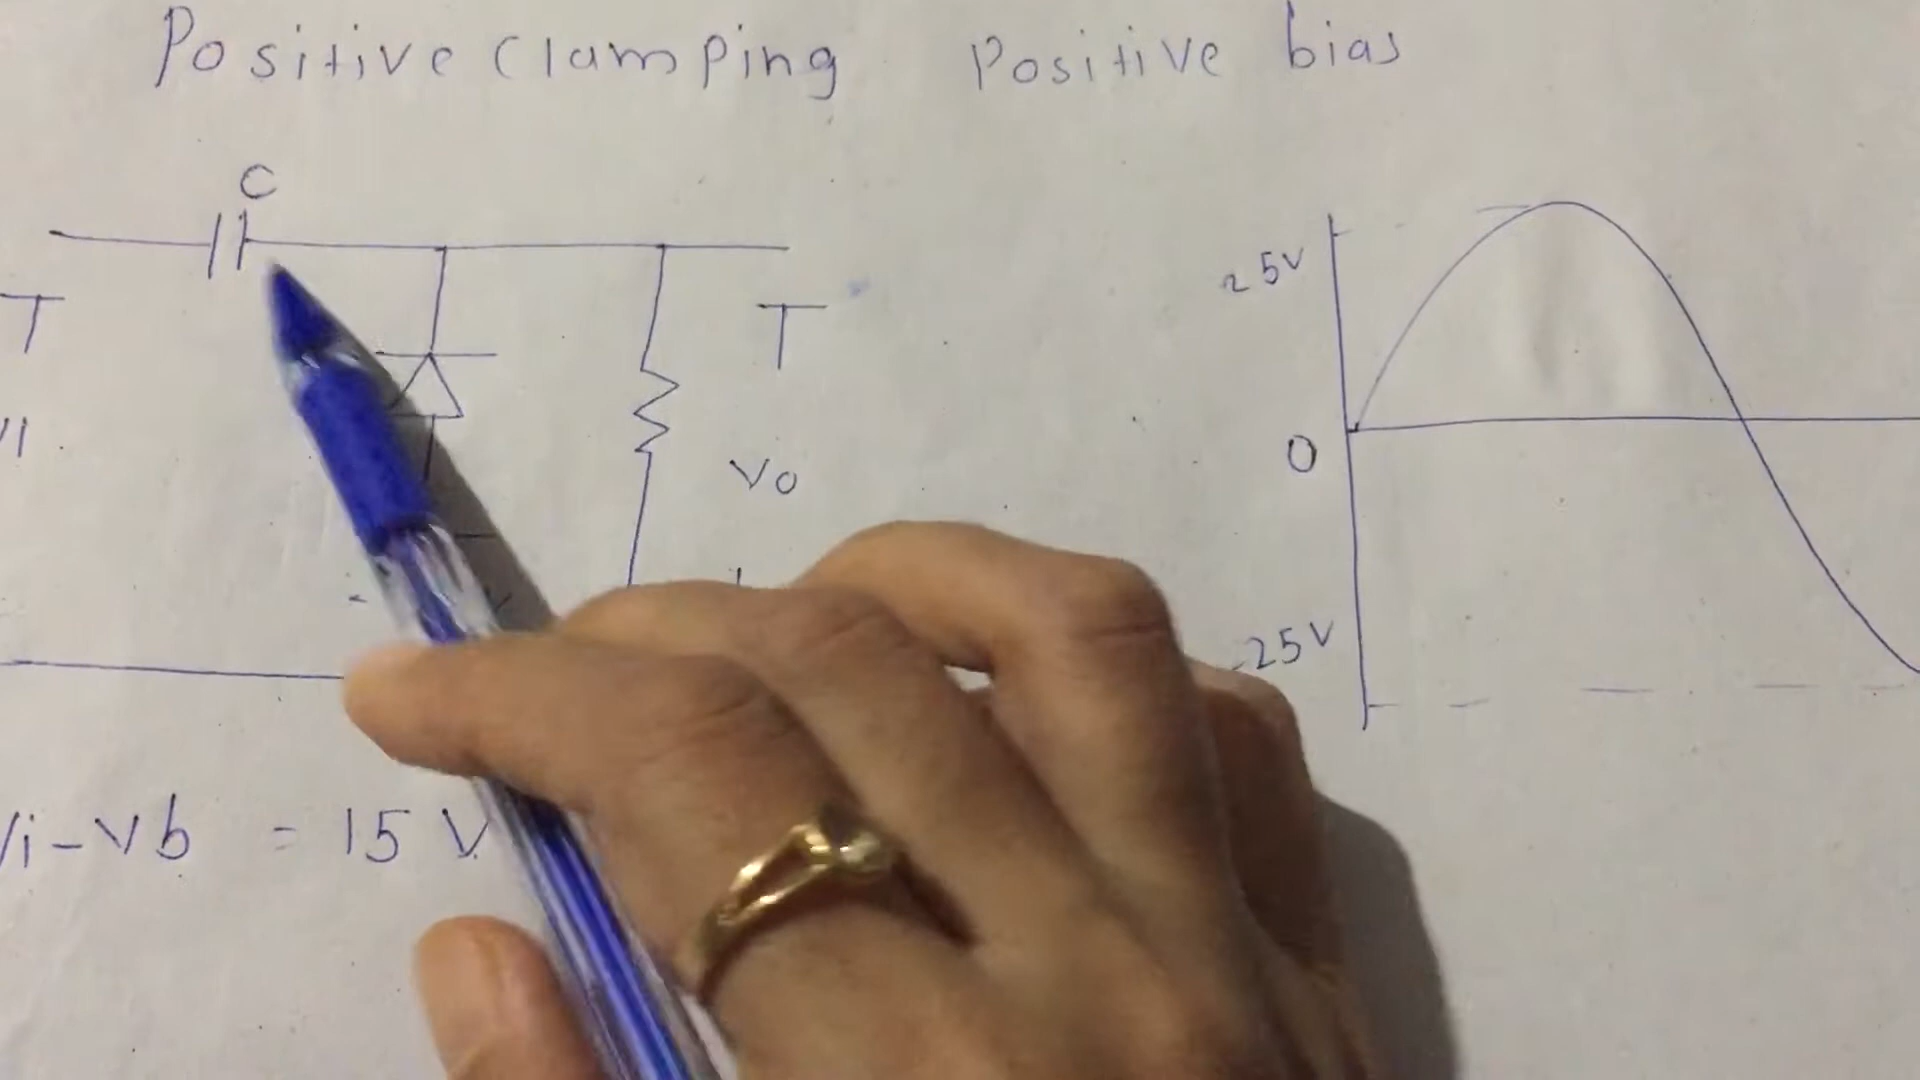 Positive Clamping Positive bias
C
25V
Vo
0
-25V
Vi-Vb = 15 V